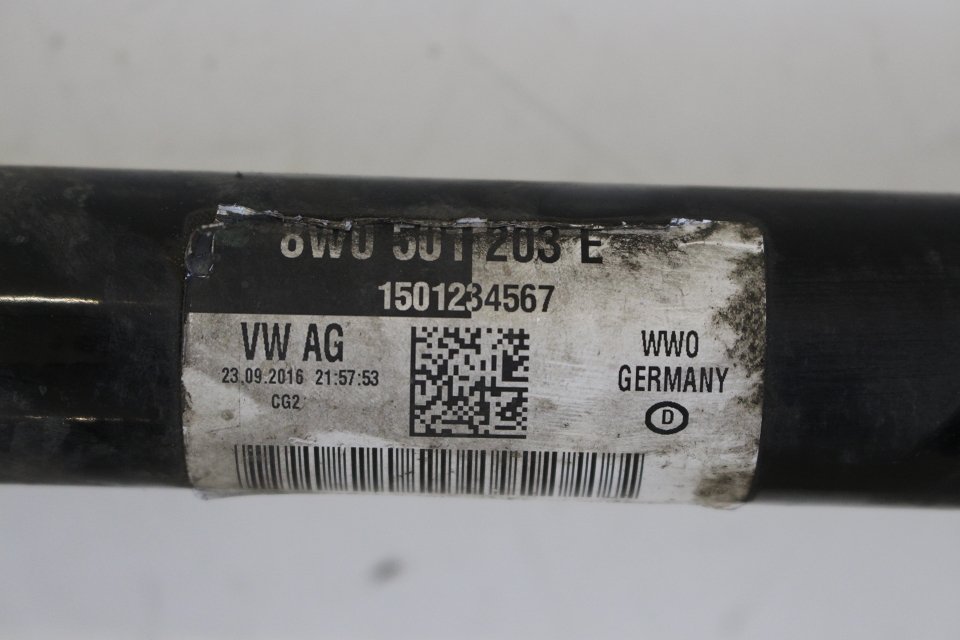 8W0 501 203 E
1501234567
VW AG
23.09.2016 21:57:53
CG2
WW0
GERMANY
D